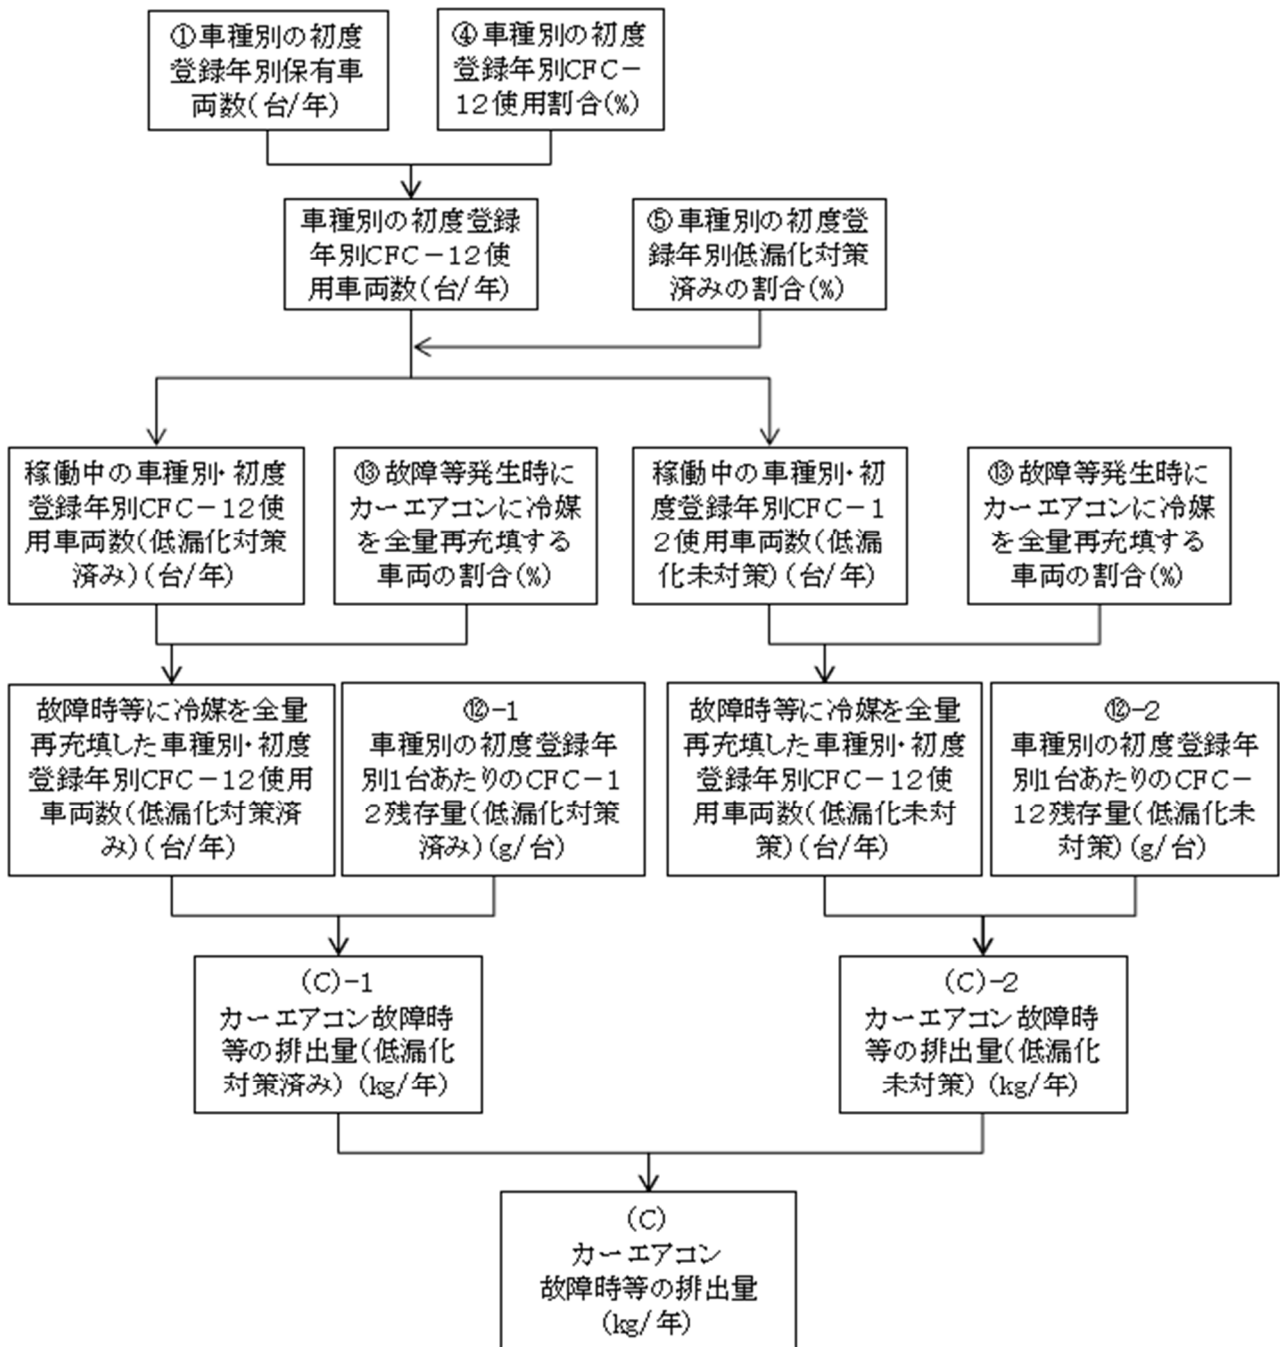 ①車種別の初度
登録年別保有車
両数(台/年)
④車種別の初度
登録年別CFC－
12使用割合(%)
車種別の初度登録
年別CFC－12使
用車両数(台/年)
⑤車種別の初度登
録年別低漏化対策
済みの割合(%)
稼働中の車種別・初度
登録年別CFC－12使
用車両数(低漏化対策
済み)(台/年)
⑬故障等発生時に
カーエアコンに冷媒
を全量再充填する
車両の割合(%)
稼働中の車種別・初
度登録年別CFC－1
2使用車両数(低漏
化未対策)(台/年)
⑬故障等発生時に
カーエアコンに冷媒
を全量再充填する
車両の割合(%)
故障時等に冷媒を全量
再充填した車種別・初度
登録年別CFC－12使用
車両数(低漏化対策済
み)(台/年)
⑫-1
車種別の初度登録年
別1台あたりのCFC－1
2残存量(低漏化対策
済み)(g/台)
故障時等に冷媒を全量
再充填した車種別・初度
登録年別CFC－12使
用車両数(低漏化未対
策)(台/年)
⑫-2
車種別の初度登録年
別1台あたりのCFC－
12残存量(低漏化未
対策)(g/台)
(C)-1
カーエアコン故障時
等の排出量(低漏化
対策済み)(kg/年)
(C)-2
カーエアコン故障時
等の排出量(低漏化
未対策)(kg/年)
(C)
カーエアコン
故障時等の排出量
(kg/年)